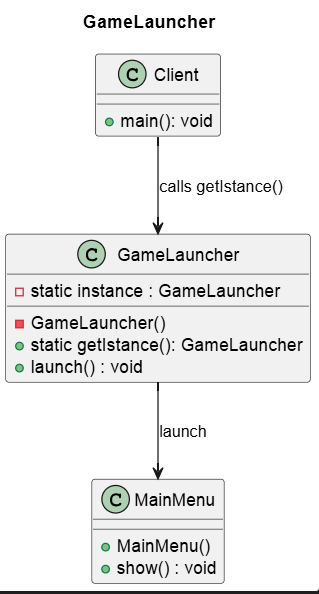 GameLauncher
C Client
main(): void
calls getIstance()
C GameLauncher
static instance : GameLauncher
GameLauncher()
static getIstance(): GameLauncher
launch() : void
launch
C MainMenu
MainMenu()
show() : void